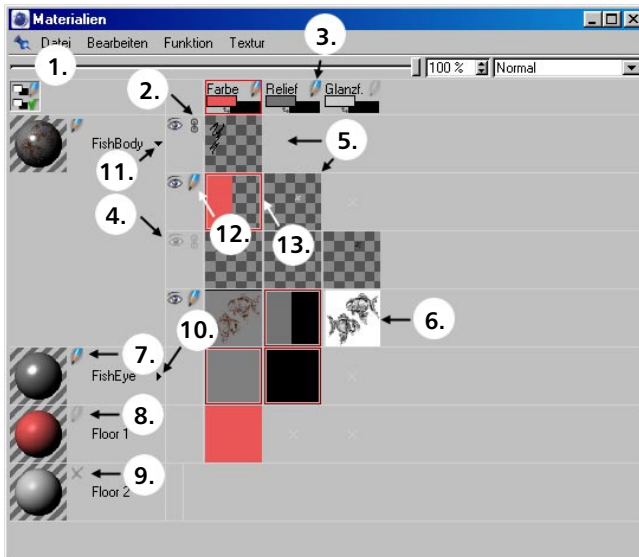 Materialien
Datei Bearbeiten Funktion Textur
3.
1.
100 % Normal
2.
Farbe Relief Glanzf.
FishBody
5.
11.
4.
12. 13.
10.
6.
7.
FishEye
8.
Floor 1
9.
Floor 2